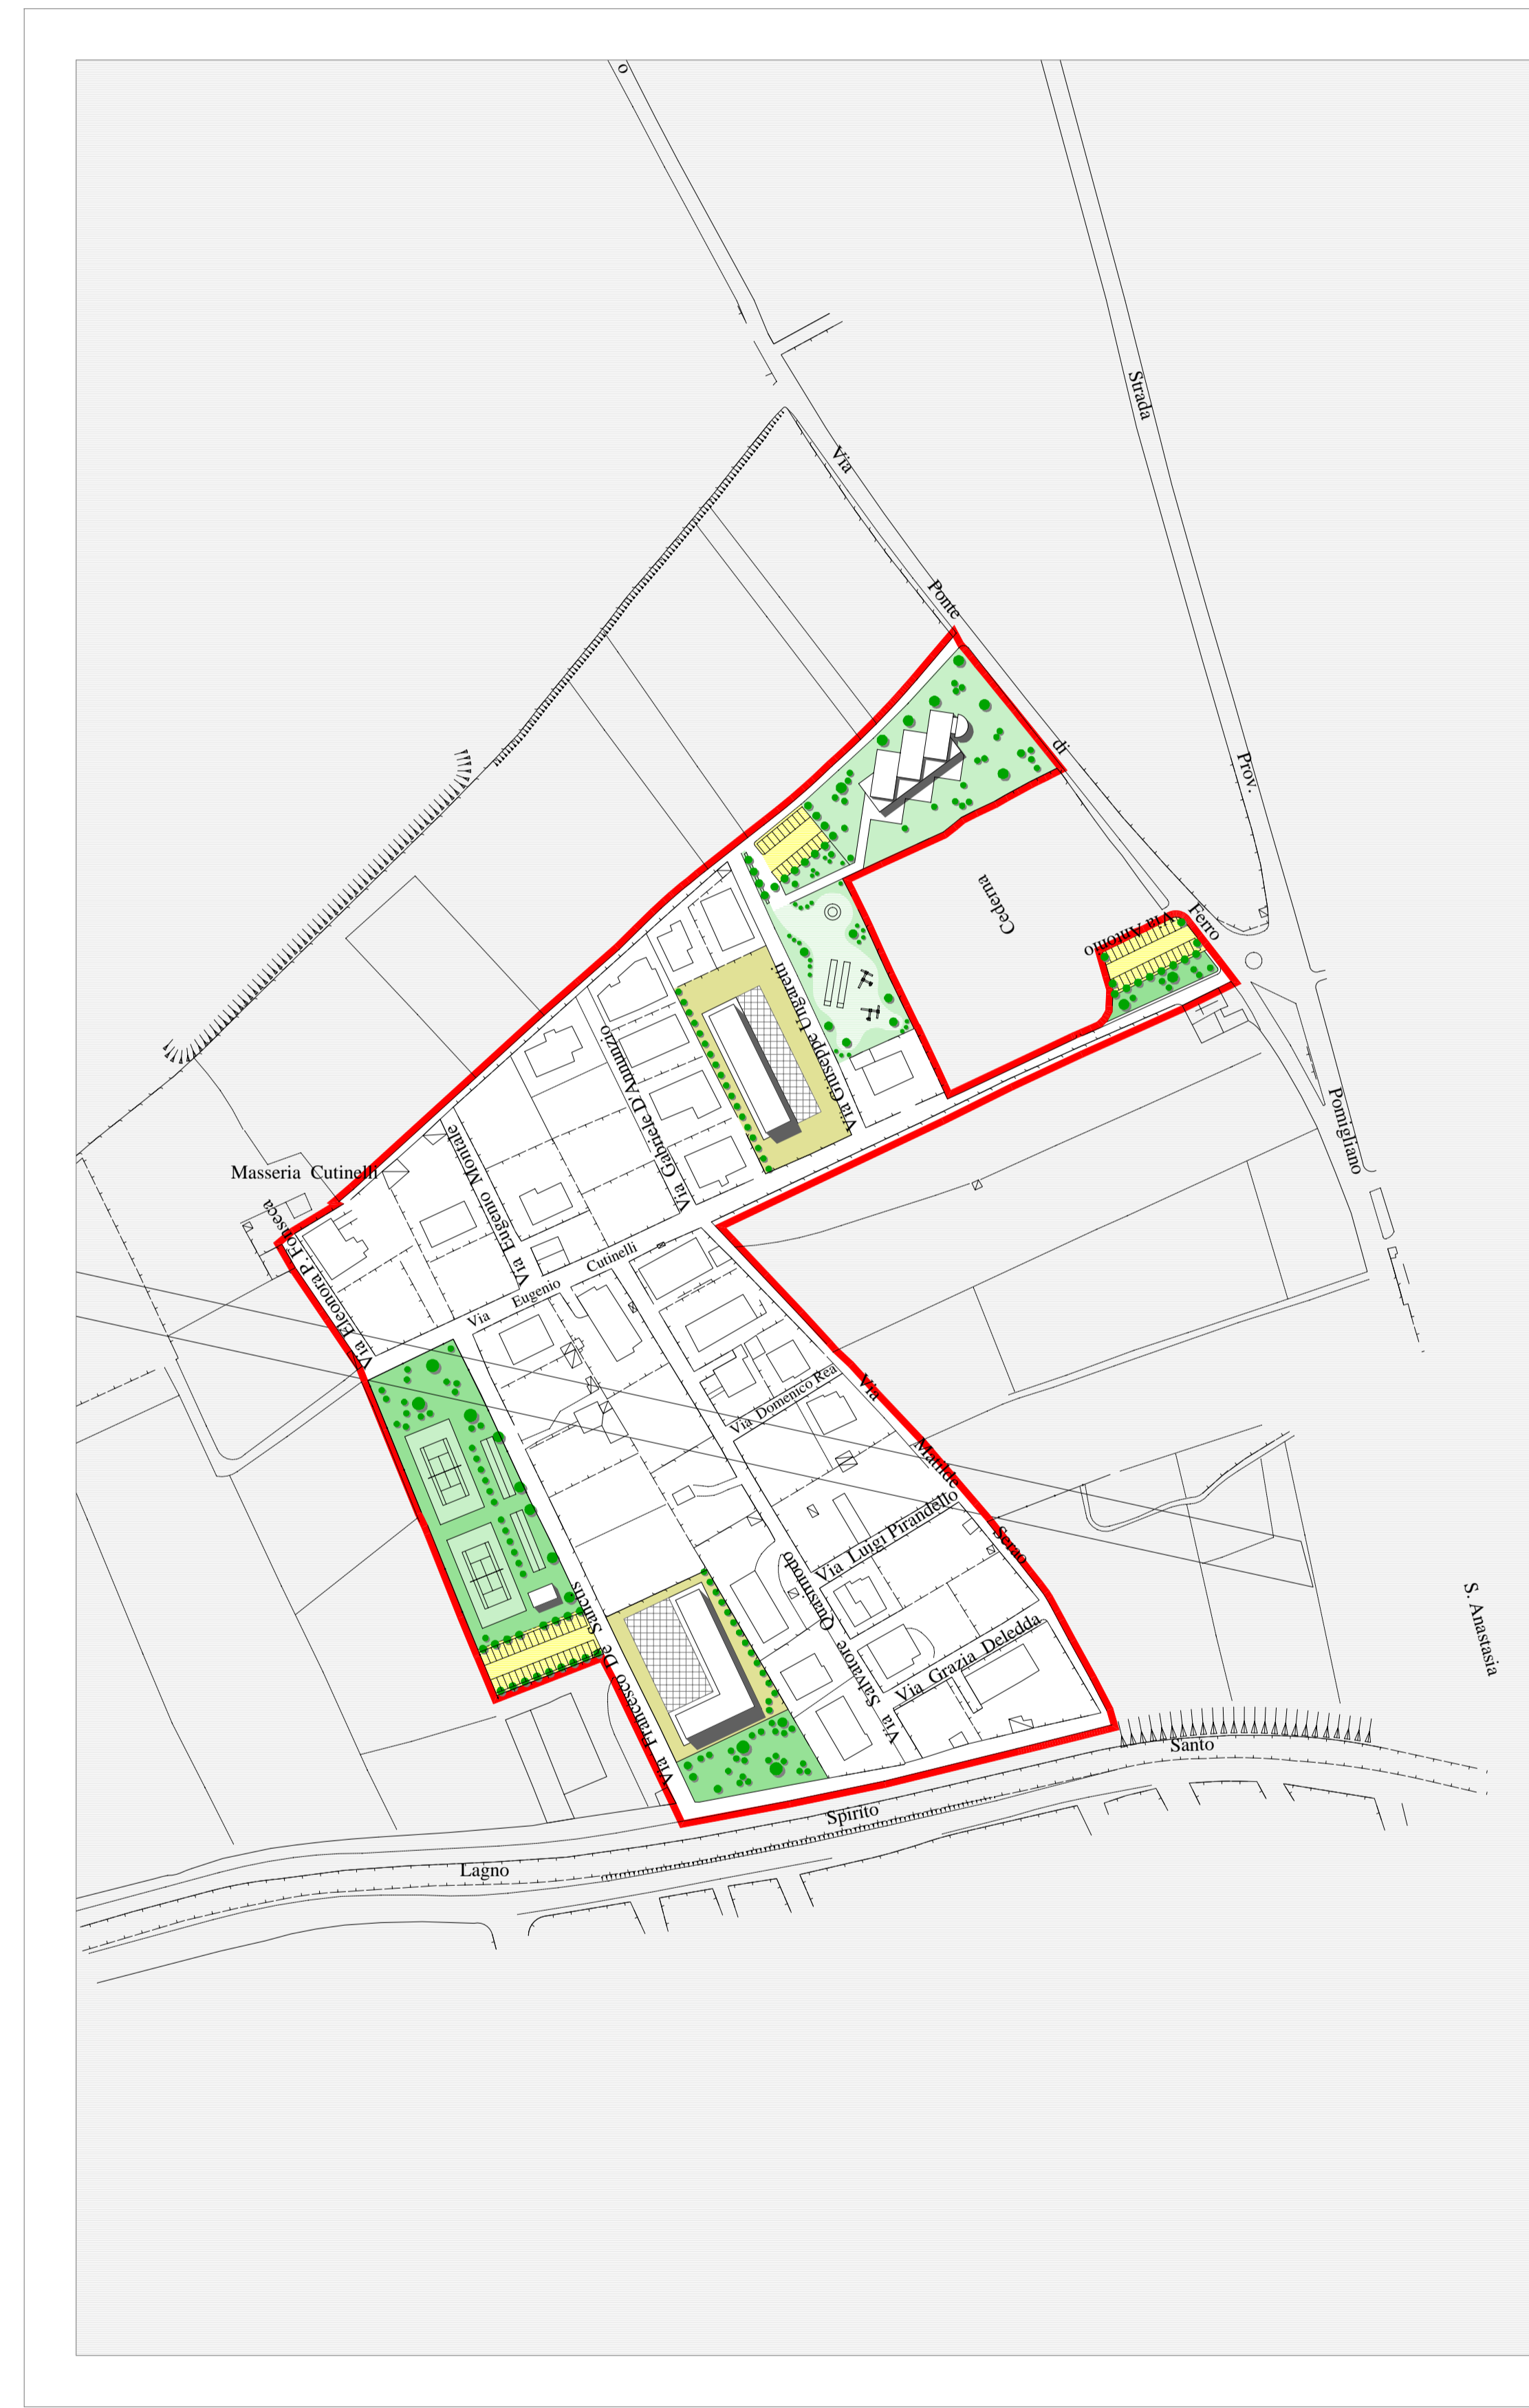 o
Strada
Via
Ponte
di
Prov.
Cederna
Via Antonio
Ferro
Via Giuseppe Ungaretti
Via Gabriele D'Annunzio
Pomigliano
Via Eugenio Montale
Masseria Cutinelli
Via Eleonora P. Fonseca
Via Eugenio Cutinelli
Via Domenico Rea
Via
Matilde
Serao
Via Luigi Pirandello
Via Salvatore Quasimodo
Via Grazia Deledda
Via Francesco De Sanctis
S. Anastasia
Santo
Spirito
Lagno